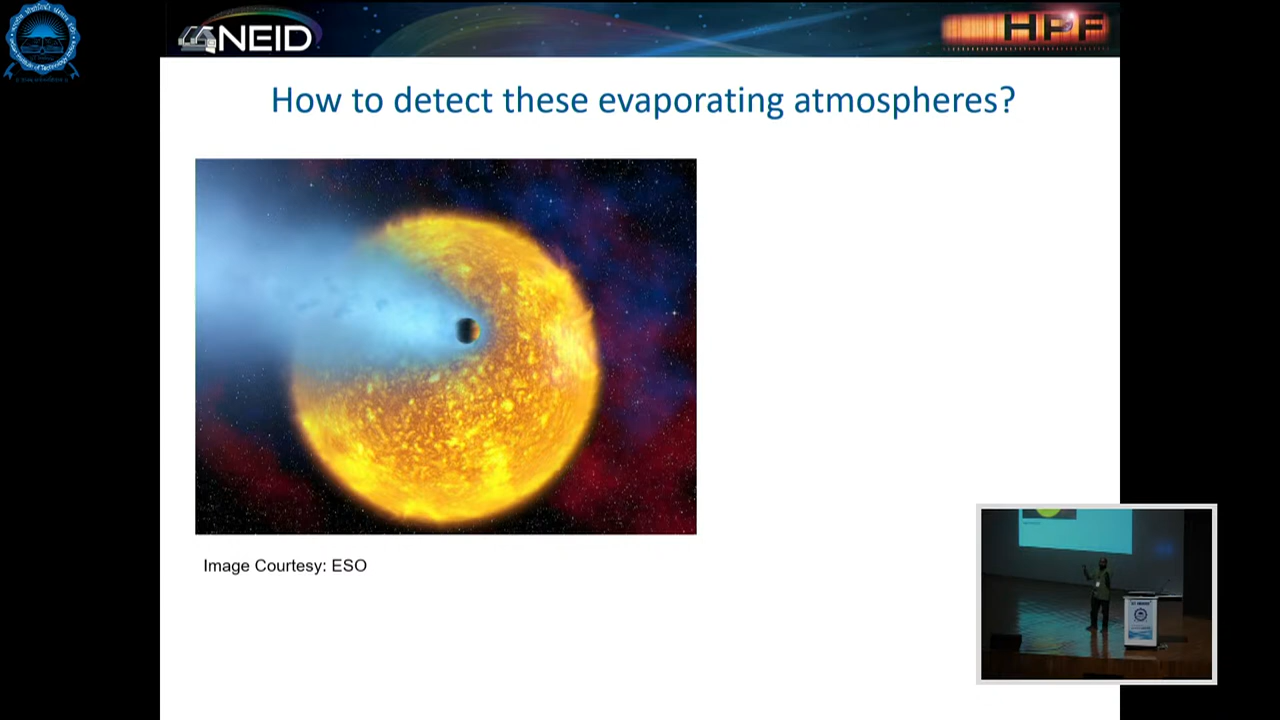 NEID
HPF
How to detect these evaporating atmospheres?
Image Courtesy: ESO